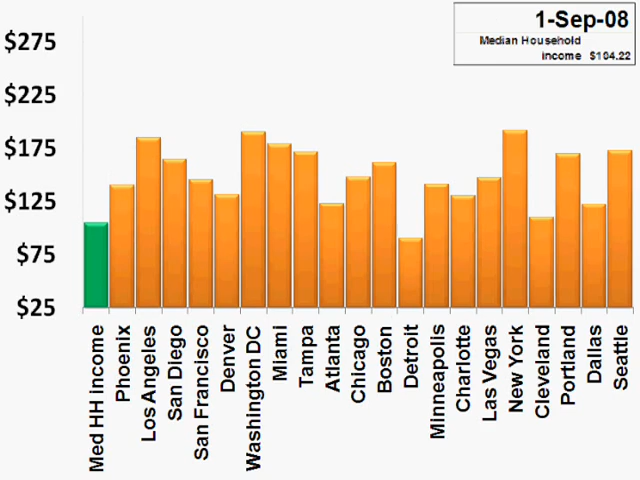 1-Sep-08
Median Household
income $104.22
$275
$225
$175
$125
$75
$25
Med HH income
Phoenix
Los Angeles
San Diego
San Francisco
Denver
Washington DC
Miami
Tampa
Atlanta
Chicago
Boston
Detroit
Minneapolis
Charlotte
Las Vegas
New York
Cleveland
Portland
Dallas
Seattle